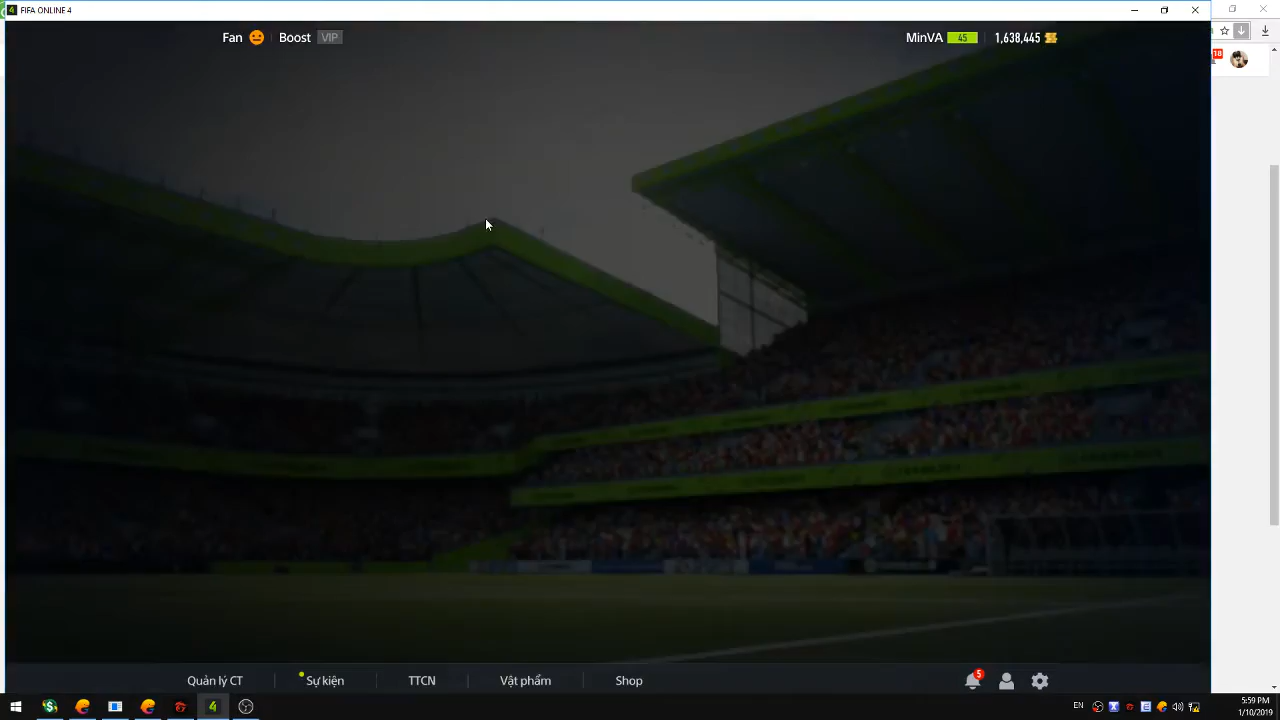 FIFA ONLINE 4
Fan Boost VIP
MinVA 45 1,638,445
18
Quản lý CT Sự kiện TTCN Vật phẩm Shop 5
EN 5:59 PM
1/10/2019